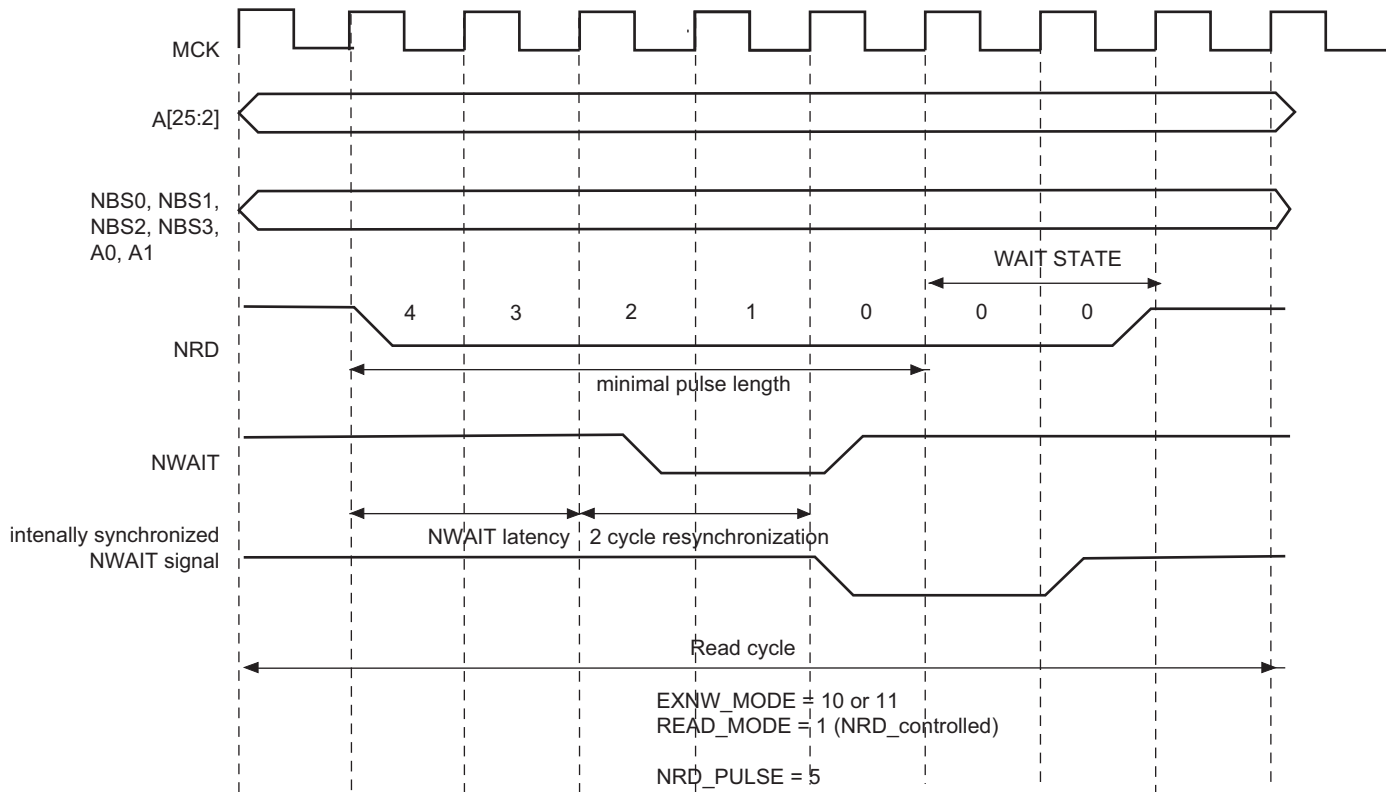 MCK
A[25:2]
NBS0, NBS1,
NBS2, NBS3,
A0, A1
WAIT STATE
4 3 2 1 0 0 0
NRD
minimal pulse length
NWAIT
intenally synchronized
NWAIT signal
NWAIT latency 2 cycle resynchronization
Read cycle
EXNW_MODE = 10 or 11
READ_MODE = 1 (NRD_controlled)
NRD_PULSE = 5